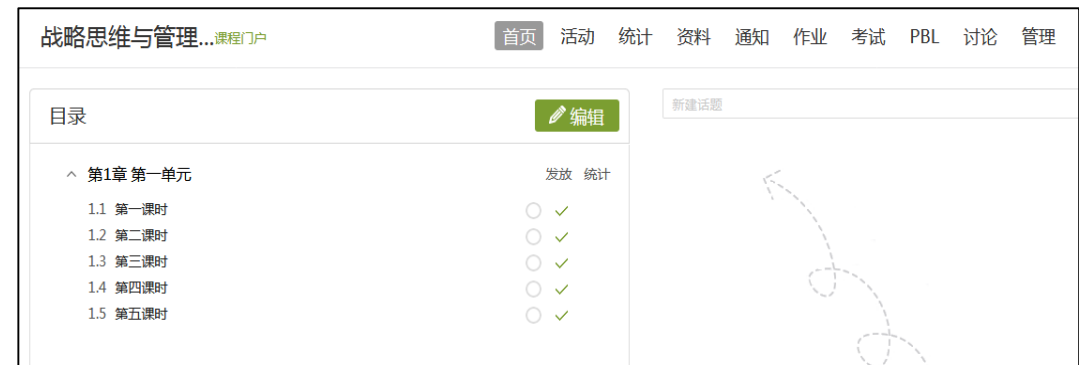 战略思维与管理...课程门户
首页 活动 统计 资料 通知 作业 考试 PBL 讨论 管理
目录
编辑
新建话题
第1章 第一单元
发放 统计
1.1 第一课时
1.2 第二课时
1.3 第三课时
1.4 第四课时
1.5 第五课时